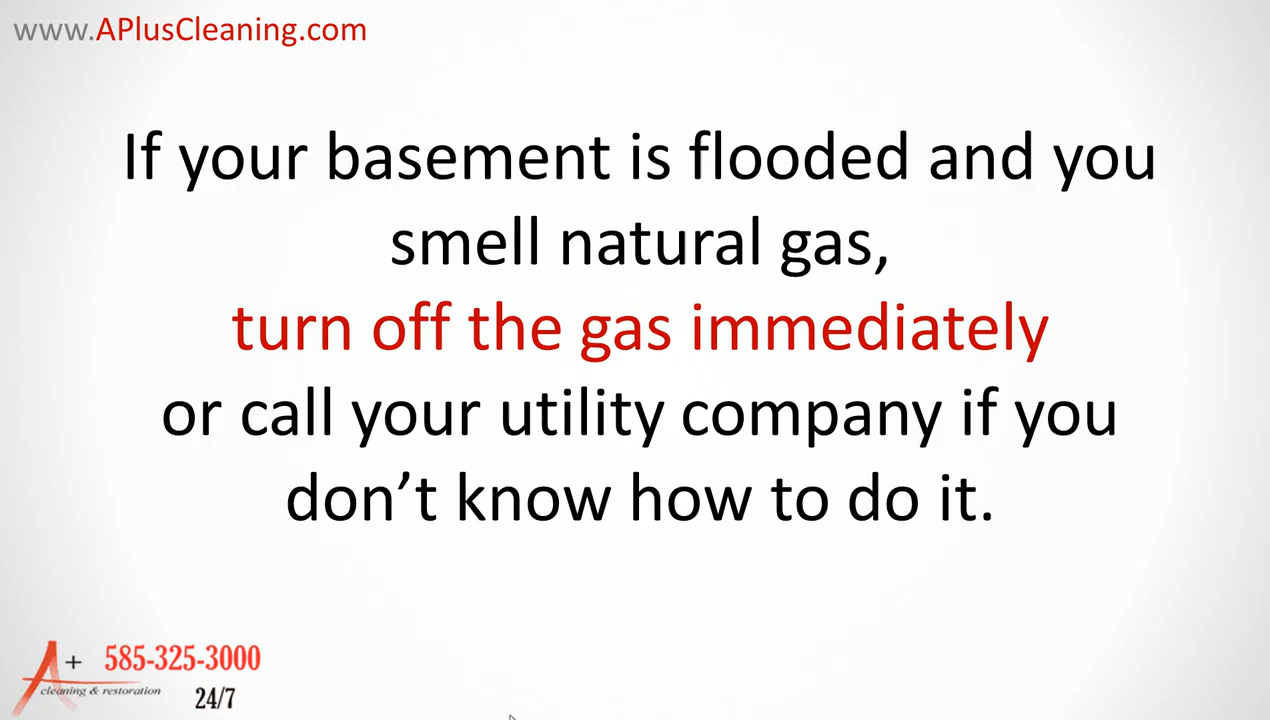 www.APlusCleaning.com
If your basement is flooded and you
smell natural gas,
turn off the gas immediately
or call your utility company if you
don’t know how to do it.
A+ 585-325-3000
cleaning & restoration
24/7